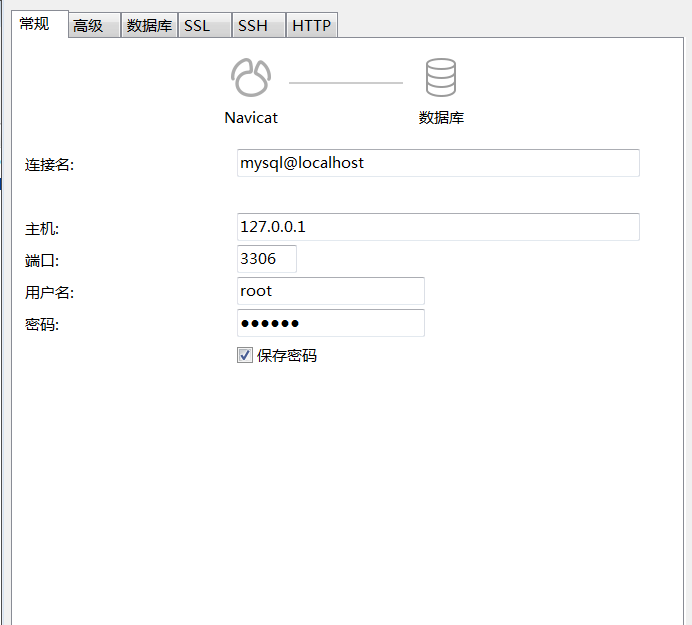 常规 高级 数据库 SSL SSH HTTP
Navicat 数据库
连接名: mysql@localhost
主机: 127.0.0.1
端口: 3306
用户名: root
密码: ●●●●●●
保存密码